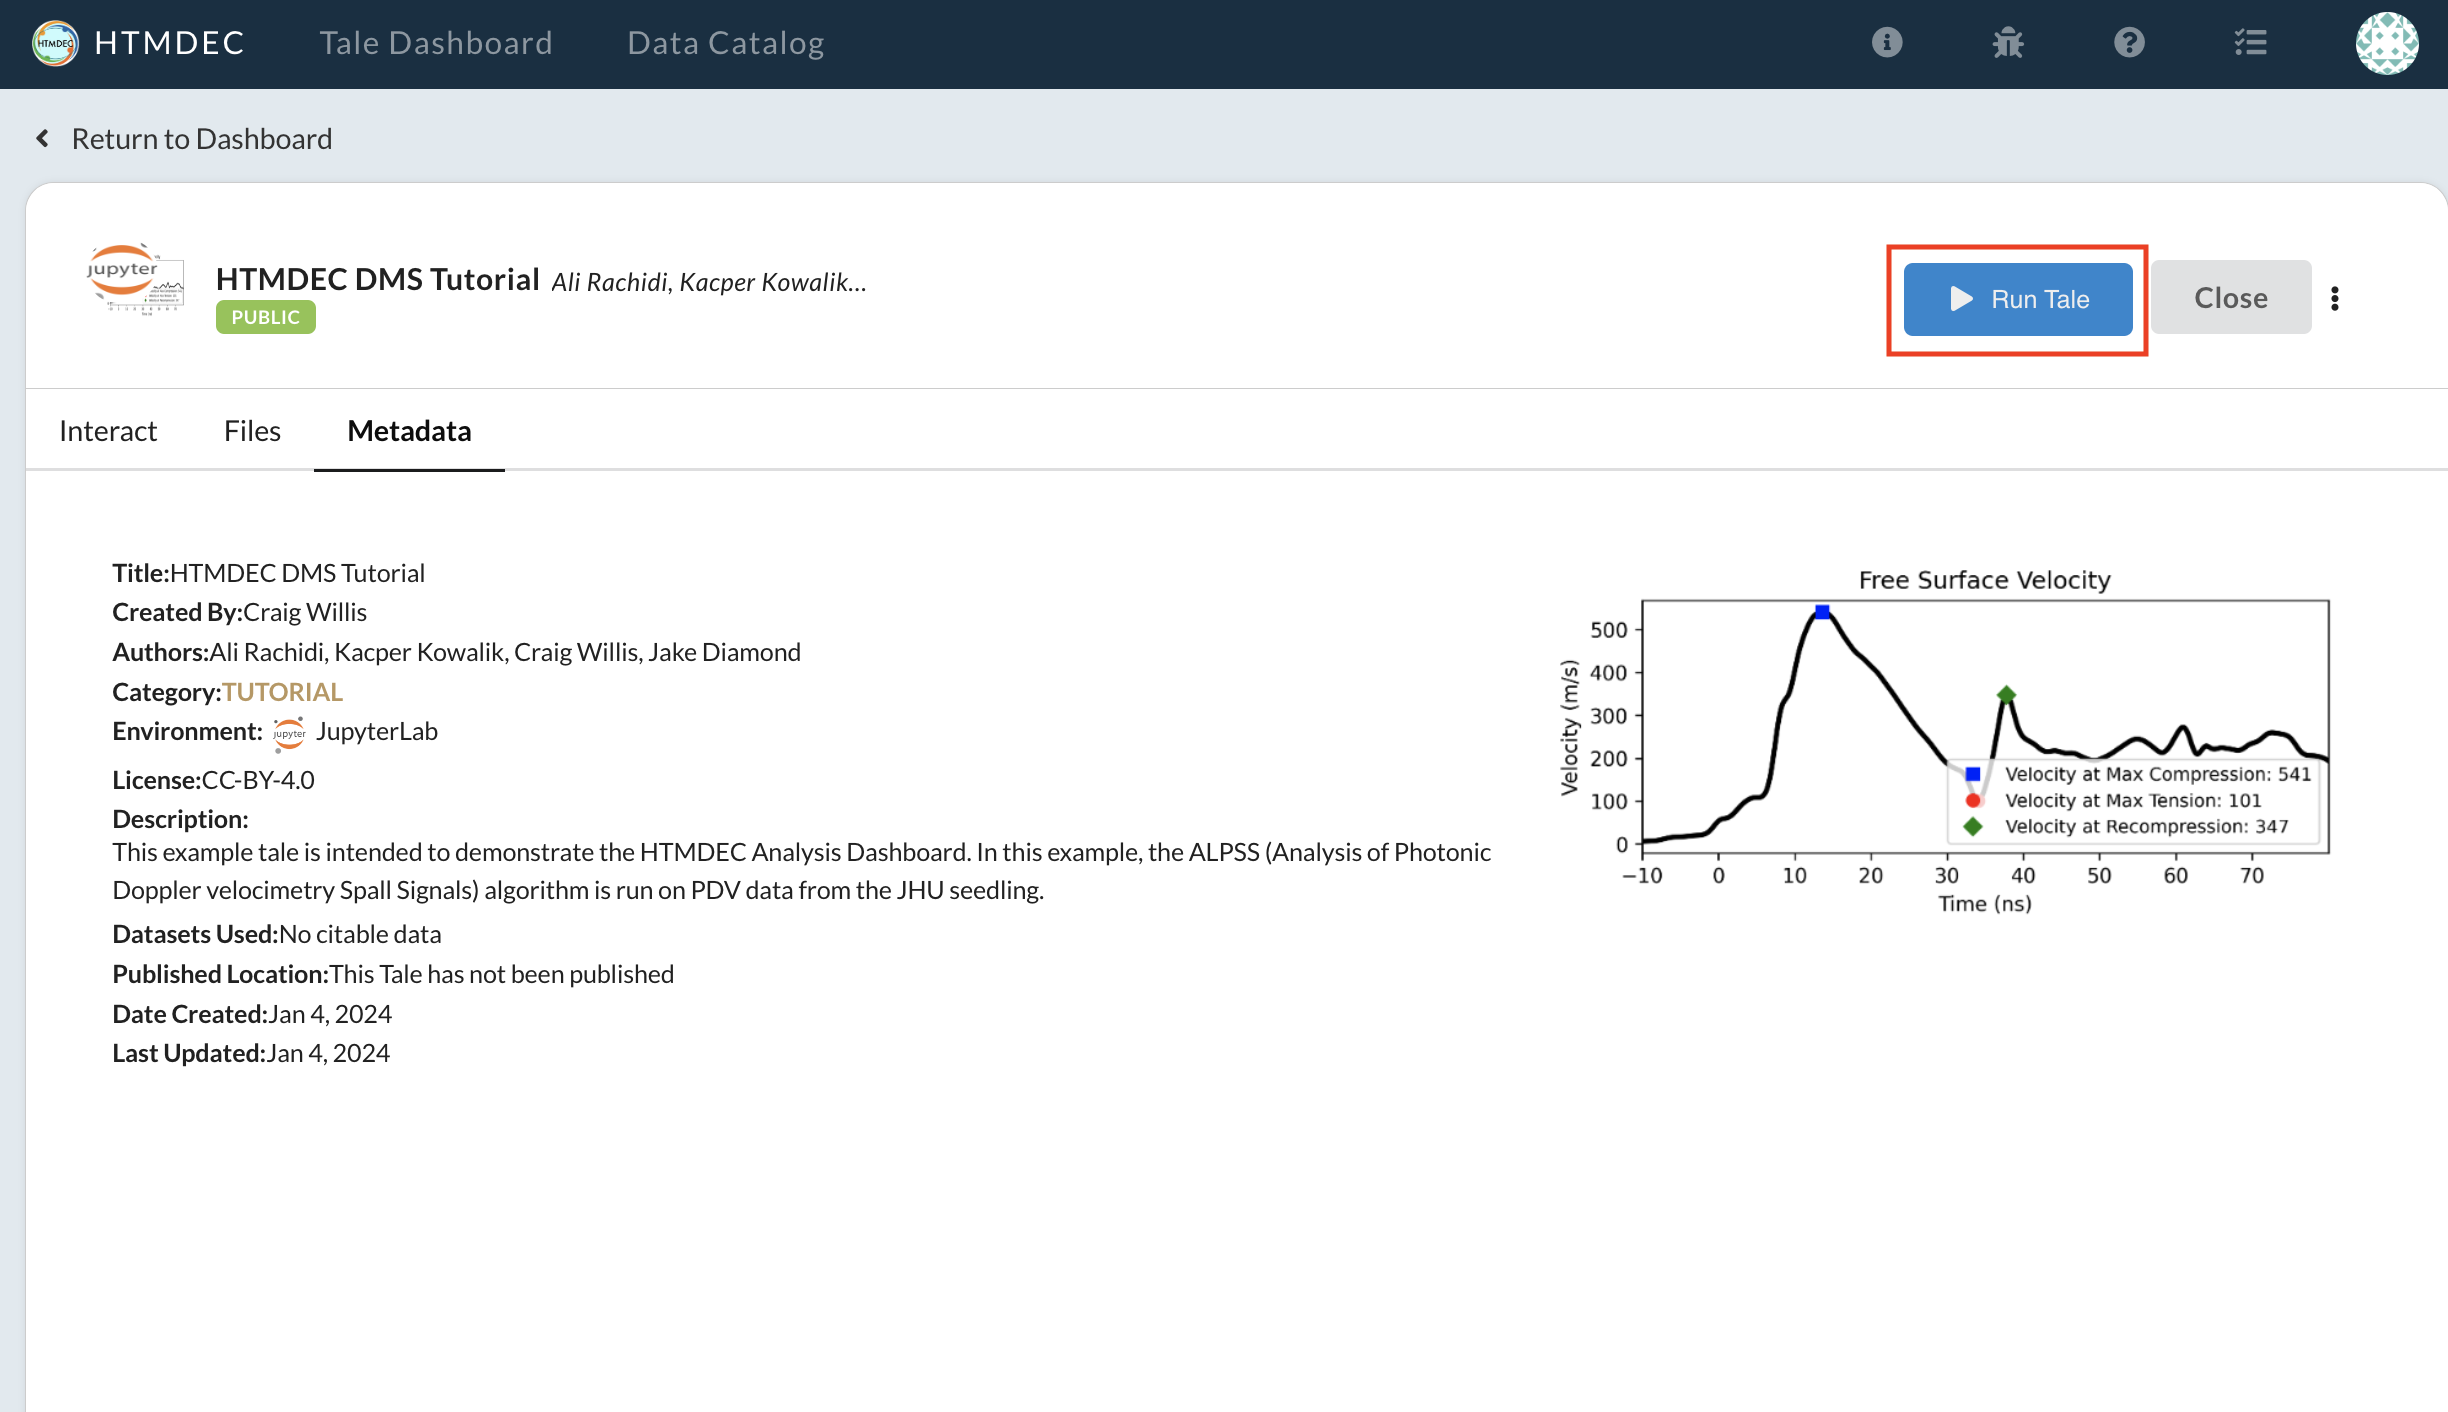 HTMDEC
HTMDEC Tale Dashboard Data Catalog
Return to Dashboard
jupyter
HTMDEC DMS Tutorial Ali Rachidi, Kacper Kowalik...
PUBLIC
Run Tale
Close
Interact Files Metadata
Title:HTMDEC DMS Tutorial
Created By:Craig Willis
Authors:Ali Rachidi, Kacper Kowalik, Craig Willis, Jake Diamond
Category:TUTORIAL
Environment: jupyter JupyterLab
License:CC-BY-4.0
Description:
This example tale is intended to demonstrate the HTMDEC Analysis Dashboard. In this example, the ALPSS (Analysis of Photonic
Doppler velocimetry Spall Signals) algorithm is run on PDV data from the JHU seedling.
Datasets Used:No citable data
Published Location:This Tale has not been published
Date Created:Jan 4, 2024
Last Updated:Jan 4, 2024
Free Surface Velocity
Velocity (m/s)
500
400
300
200
100
0
Velocity at Max Compression: 541
Velocity at Max Tension: 101
Velocity at Recompression: 347
−10 0 10 20 30 40 50 60 70
Time (ns)